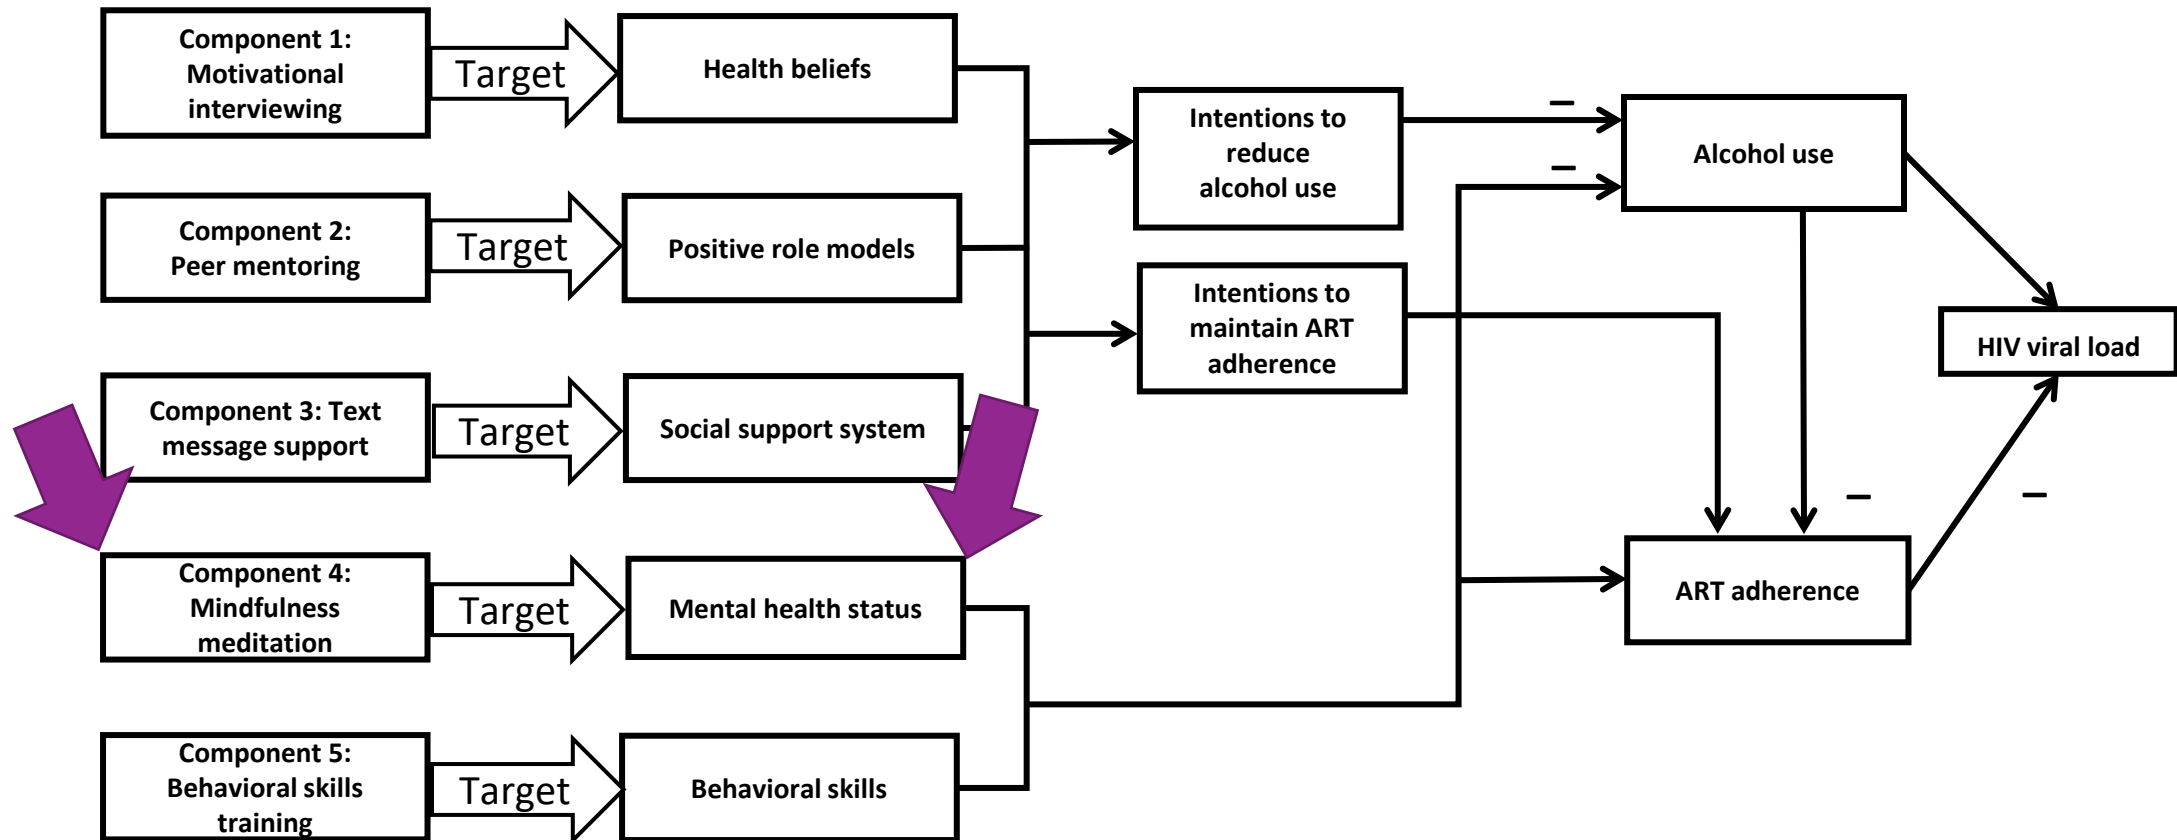 Component 1:
Motivational
interviewing
Target
Health beliefs
Component 2:
Peer mentoring
Target
Positive role models
Component 3: Text
message support
Target
Social support system
Component 4:
Mindfulness
meditation
Target
Mental health status
Component 5:
Behavioral skills
training
Target
Behavioral skills
Intentions to
reduce
alcohol use
Intentions to
maintain ART
adherence
–
–
Alcohol use
–
ART adherence
–
HIV viral load